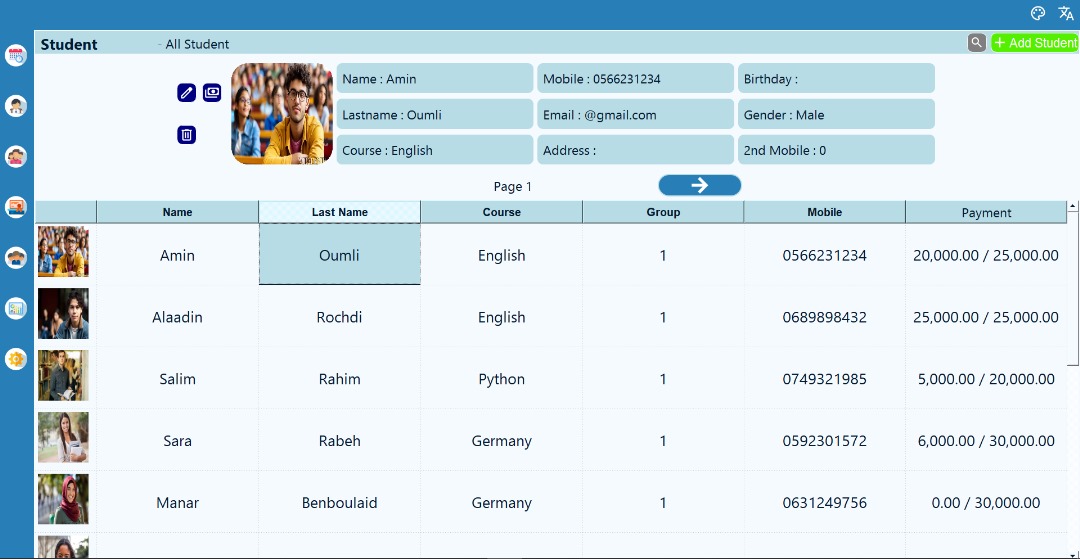 Student - All Student + Add Student
Name : Amin Mobile : 0566231234 Birthday :
Lastname : Oumli Email : @gmail.com Gender : Male
Course : English Address : 2nd Mobile : 0
Page 1
Name Last Name Course Group Mobile Payment
Amin Oumli English 1 0566231234 20,000.00 / 25,000.00
Alaadin Rochdi English 1 0689898432 25,000.00 / 25,000.00
Salim Rahim Python 1 0749321985 5,000.00 / 20,000.00
Sara Rabeh Germany 1 0592301572 6,000.00 / 30,000.00
Manar Benboulaid Germany 1 0631249756 0.00 / 30,000.00